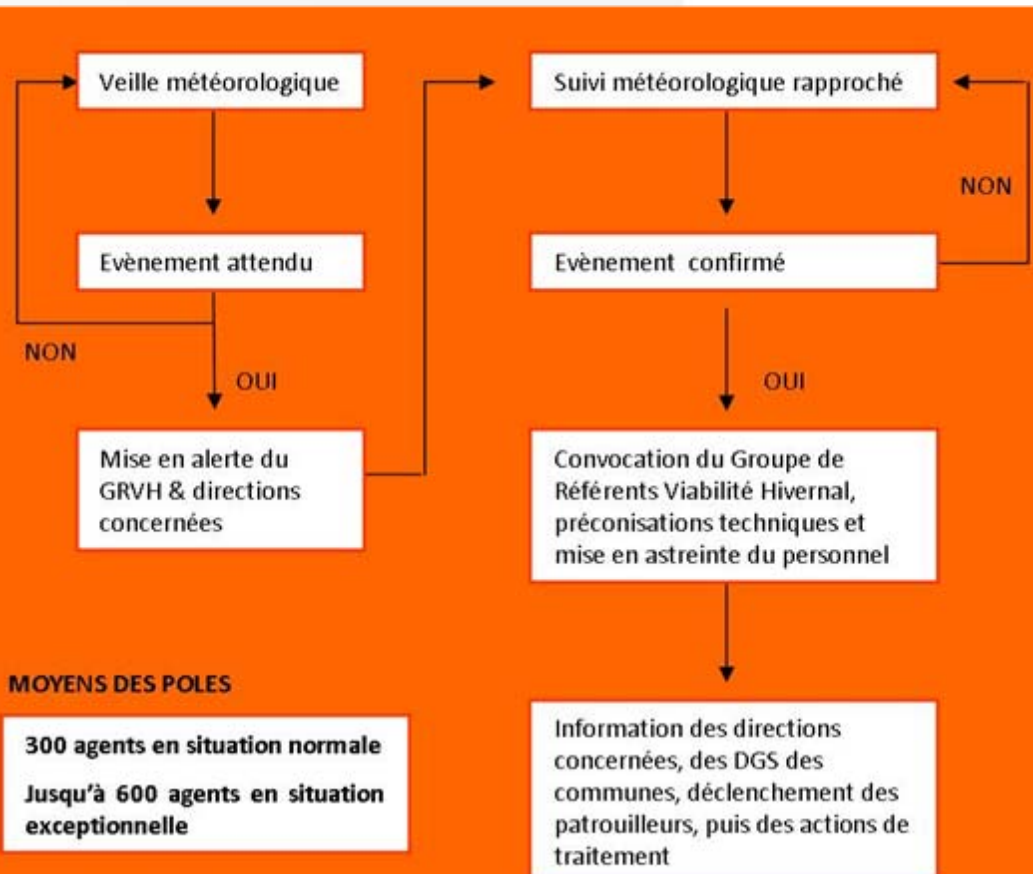 Veille météorologique
Evènement attendu
NON
OUI
Mise en alerte du
GRVH & directions
concernées
Suivi météorologique rapproché
NON
Evènement confirmé
OUI
Convocation du Groupe de
Référents Viabilité Hivernal,
préconisations techniques et
mise en astreinte du personnel
Information des directions
concernées, des DGS des
communes, déclenchement des
patrouilleurs, puis des actions de
traitement
MOYENS DES POLES
300 agents en situation normale
Jusqu'à 600 agents en situation
exceptionnelle